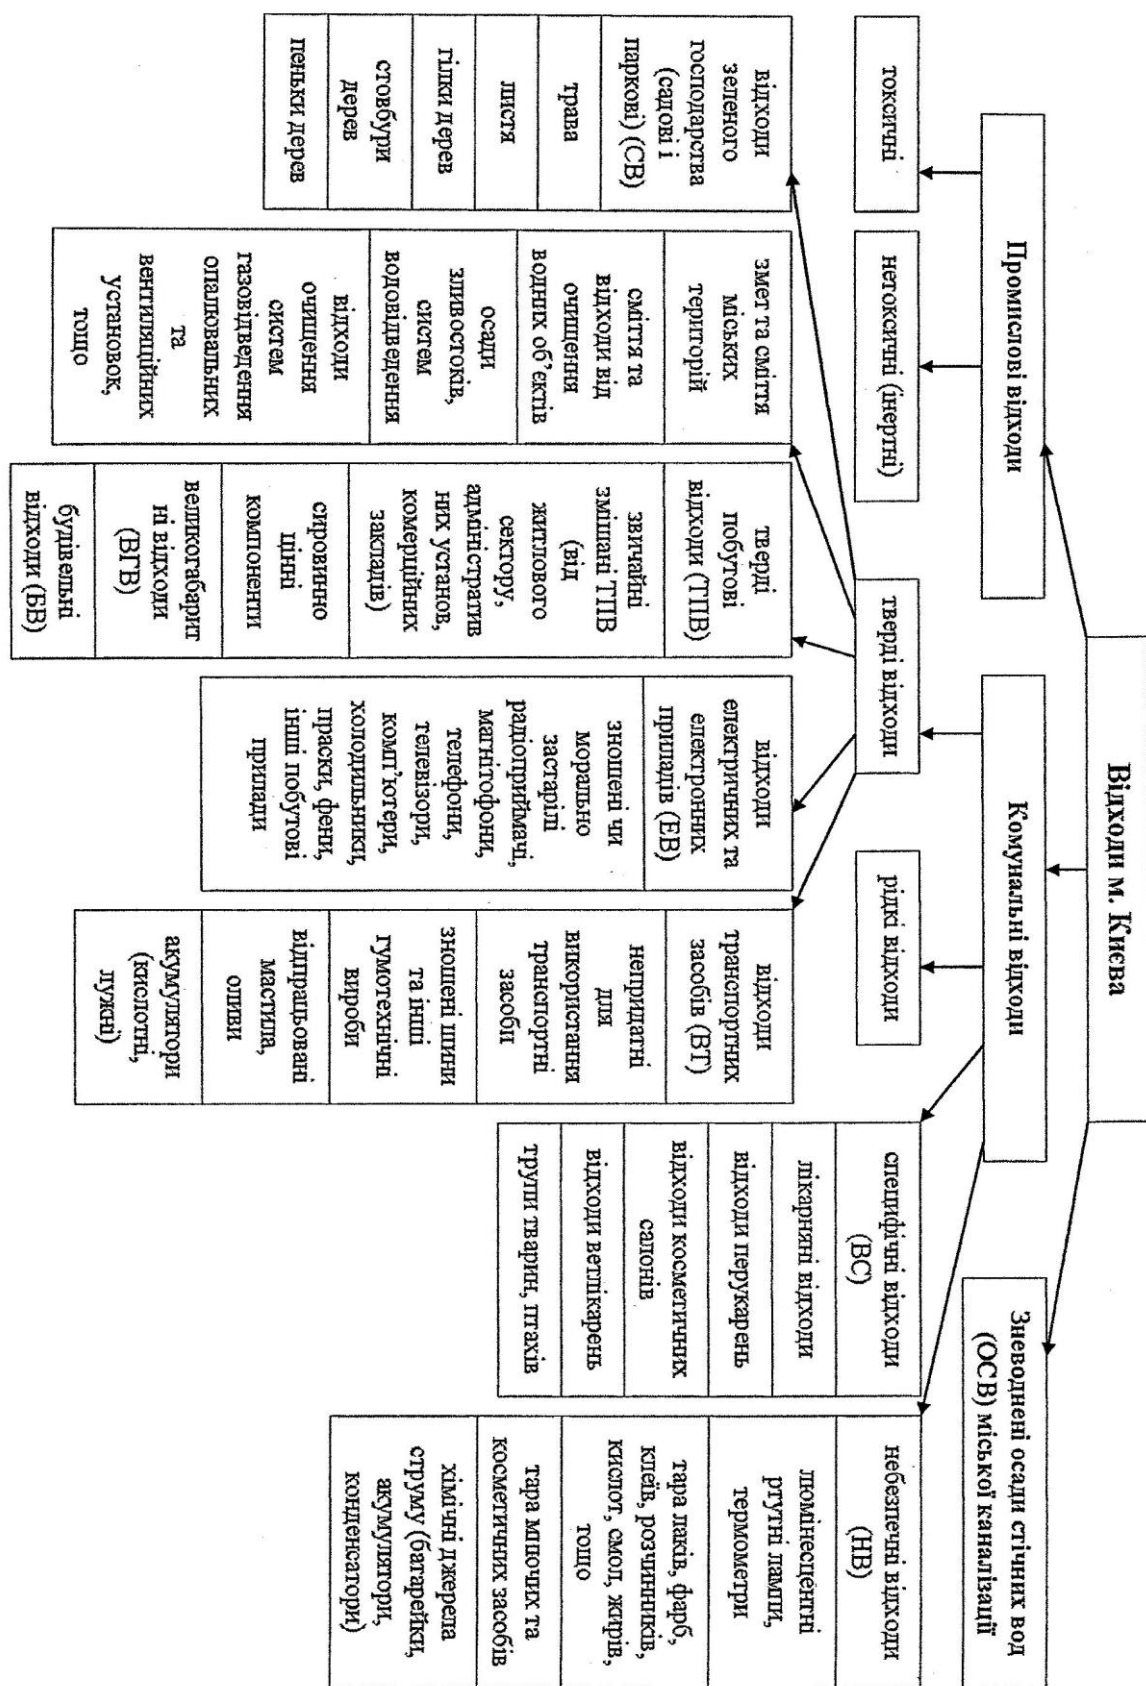 Відходи м. Києва
Промислові відходи
Комунальні відходи
Зневоднені осади стічних вод
(ОСВ) міської каналізації
токсичні
нетоксичні (інертні)
тверді відходи
рідкі відходи
специфічні відходи
(ВС)
лікарняні відходи
відходи перукарень
відходи косметичних
салонів
відходи ветлікарень
трупи тварин, птахів
небезпечні відходи
(НВ)
люмінесцентні
ртутні лампи,
термометри
тара лаків, фарб,
клеїв, розчинників,
кислот, смол, жирів,
тощо
тара миючих та
косметичних засобів
хімічні джерела
струму (батарейки,
акумулятори,
конденсатори)
відходи
зеленого
господарства
(садові і
паркові) (СВ)
трава
листя
гілки дерев
стовбури
дерев
пеньки дерев
змет та сміття
міських
територій
сміття та
відходи від
очищення
водних об’єктів
осади
зливостоків,
систем
водовідведення
відходи
очищення
систем
газовідведення
опалювальних
та
вентиляційних
установок,
тощо
тверді
побутові
відходи (ТПВ)
звичайні
змішані ТПВ
(від
житлового
сектору,
адміністратив
них установ,
комерційних
закладів)
сировинно
цінні
компоненти
великогабарит
ні відходи
(ВГВ)
будівельні
відходи (БВ)
відходи
електричних та
електронних
приладів (ЕВ)
зношені чи
морально
застарілі
радіоприймачі,
магнітофони,
телефони,
телевізори,
комп’ютери,
холодильники,
праски, фени,
інші побутові
прилади
відходи
транспортних
засобів (ВТ)
непридатні
для
використання
транспортні
засоби
зношені шини
та інші
гумотехнічні
вироби
відпрацьовані
мастила,
оливи
акумулятори
(кислотні,
лужні)